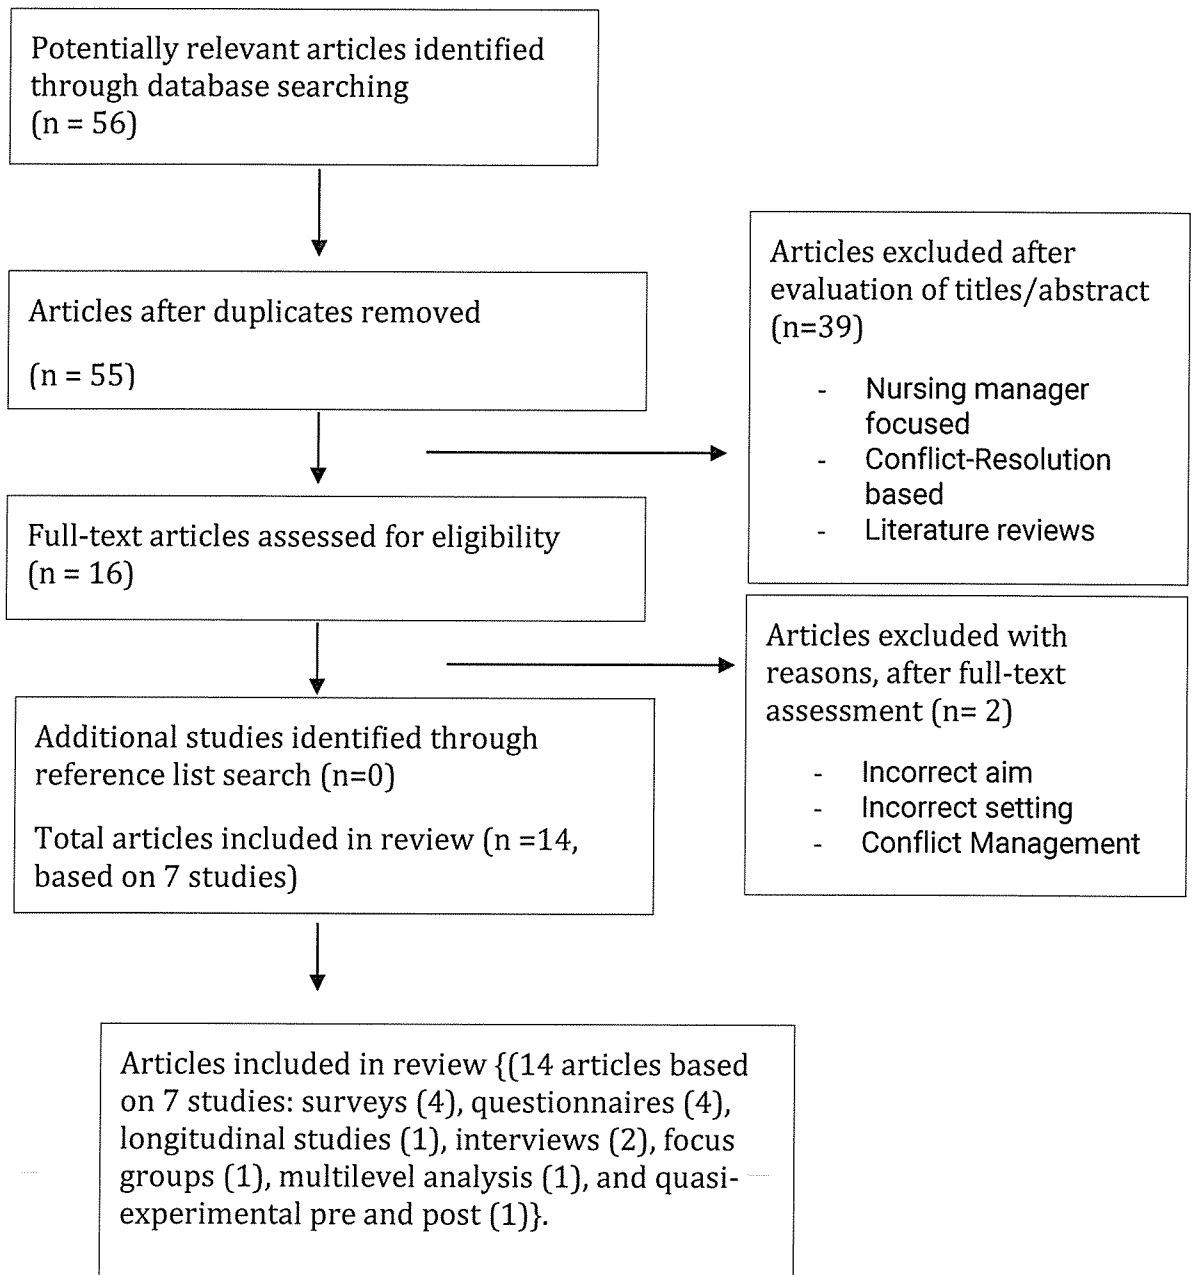 Potentially relevant articles identified
through database searching
(n = 56)
Articles after duplicates removed
(n = 55)
Articles excluded after
evaluation of titles/abstract
(n=39)
- Nursing manager
focused
- Conflict-Resolution
based
- Literature reviews
Full-text articles assessed for eligibility
(n = 16)
Articles excluded with
reasons, after full-text
assessment (n= 2)
- Incorrect aim
- Incorrect setting
- Conflict Management
Additional studies identified through
reference list search (n=0)
Total articles included in review (n =14,
based on 7 studies)
Articles included in review {(14 articles based
on 7 studies: surveys (4), questionnaires (4),
longitudinal studies (1), interviews (2), focus
groups (1), multilevel analysis (1), and quasi-
experimental pre and post (1)}.